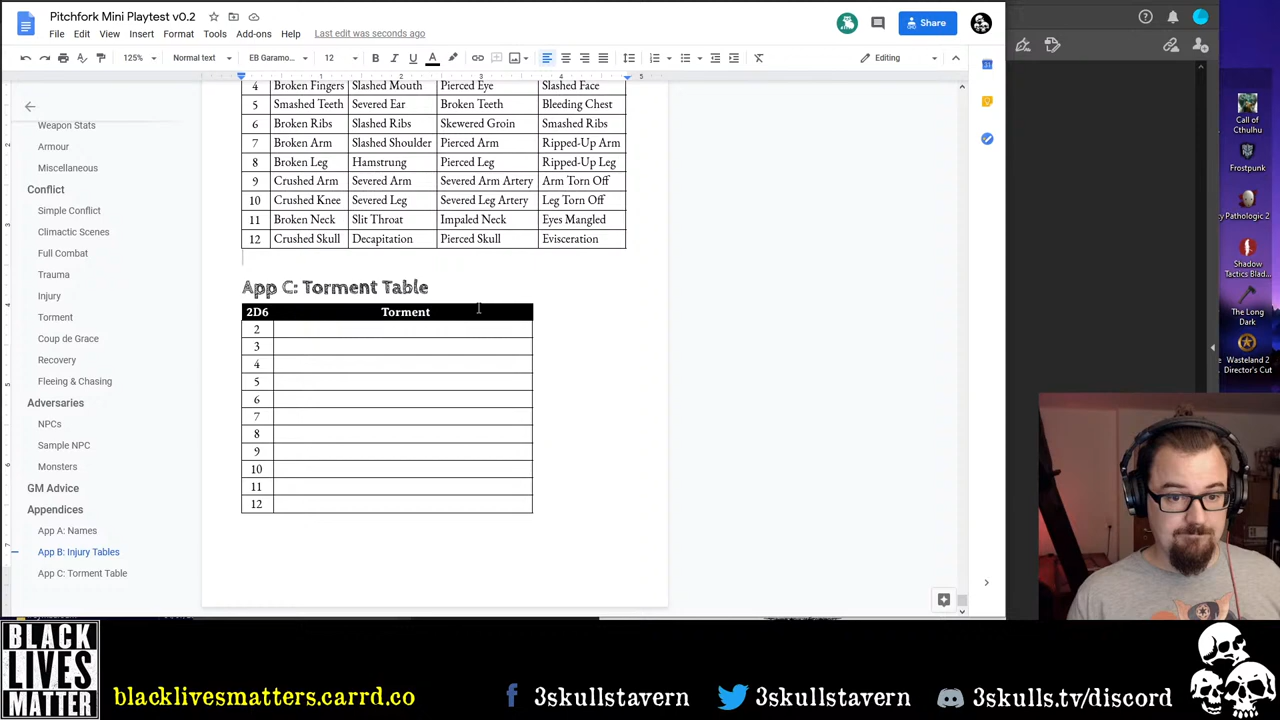 Pitchfork Mini Playtest v0.2
File Edit View Insert Format Tools Add-ons Help Last edit was seconds ago
Share
125% Normal text EB Garamo... 12 Editing
1 2 3 4 5
Weapon Stats
Armour
Miscellaneous
Conflict
Simple Conflict
Climactic Scenes
Full Combat
Trauma
Injury
Torment
Coup de Grace
Recovery
Fleeing & Chasing
Adversaries
NPCs
Sample NPC
Monsters
GM Advice
Appendices
App A: Names
App B: Injury Tables
App C: Torment Table
4 Broken Fingers Slashed Mouth Pierced Eye Slashed Face
5 Smashed Teeth Severed Ear Broken Teeth Bleeding Chest
6 Broken Ribs Slashed Ribs Skewered Groin Smashed Ribs
7 Broken Arm Slashed Shoulder Pierced Arm Ripped-Up Arm
8 Broken Leg Hamstrung Pierced Leg Ripped-Up Leg
9 Crushed Arm Severed Arm Severed Arm Artery Arm Torn Off
10 Crushed Knee Severed Leg Severed Leg Artery Leg Torn Off
11 Broken Neck Slit Throat Impaled Neck Eyes Mangled
12 Crushed Skull Decapitation Pierced Skull Evisceration
App C: Torment Table
2D6 Torment
2
3
4
5
6
7
8
9
10
11
12
Call of
Cthulhu
Frostpunk
Pathologic 2
Shadow
Tactics Blad...
The Long
Dark
Wasteland 2
Director's Cut
BLACK
LIVES
MATTER
blacklivesmatters.carrd.co
3skullstavern
3skullstavern
3skulls.tv/discord